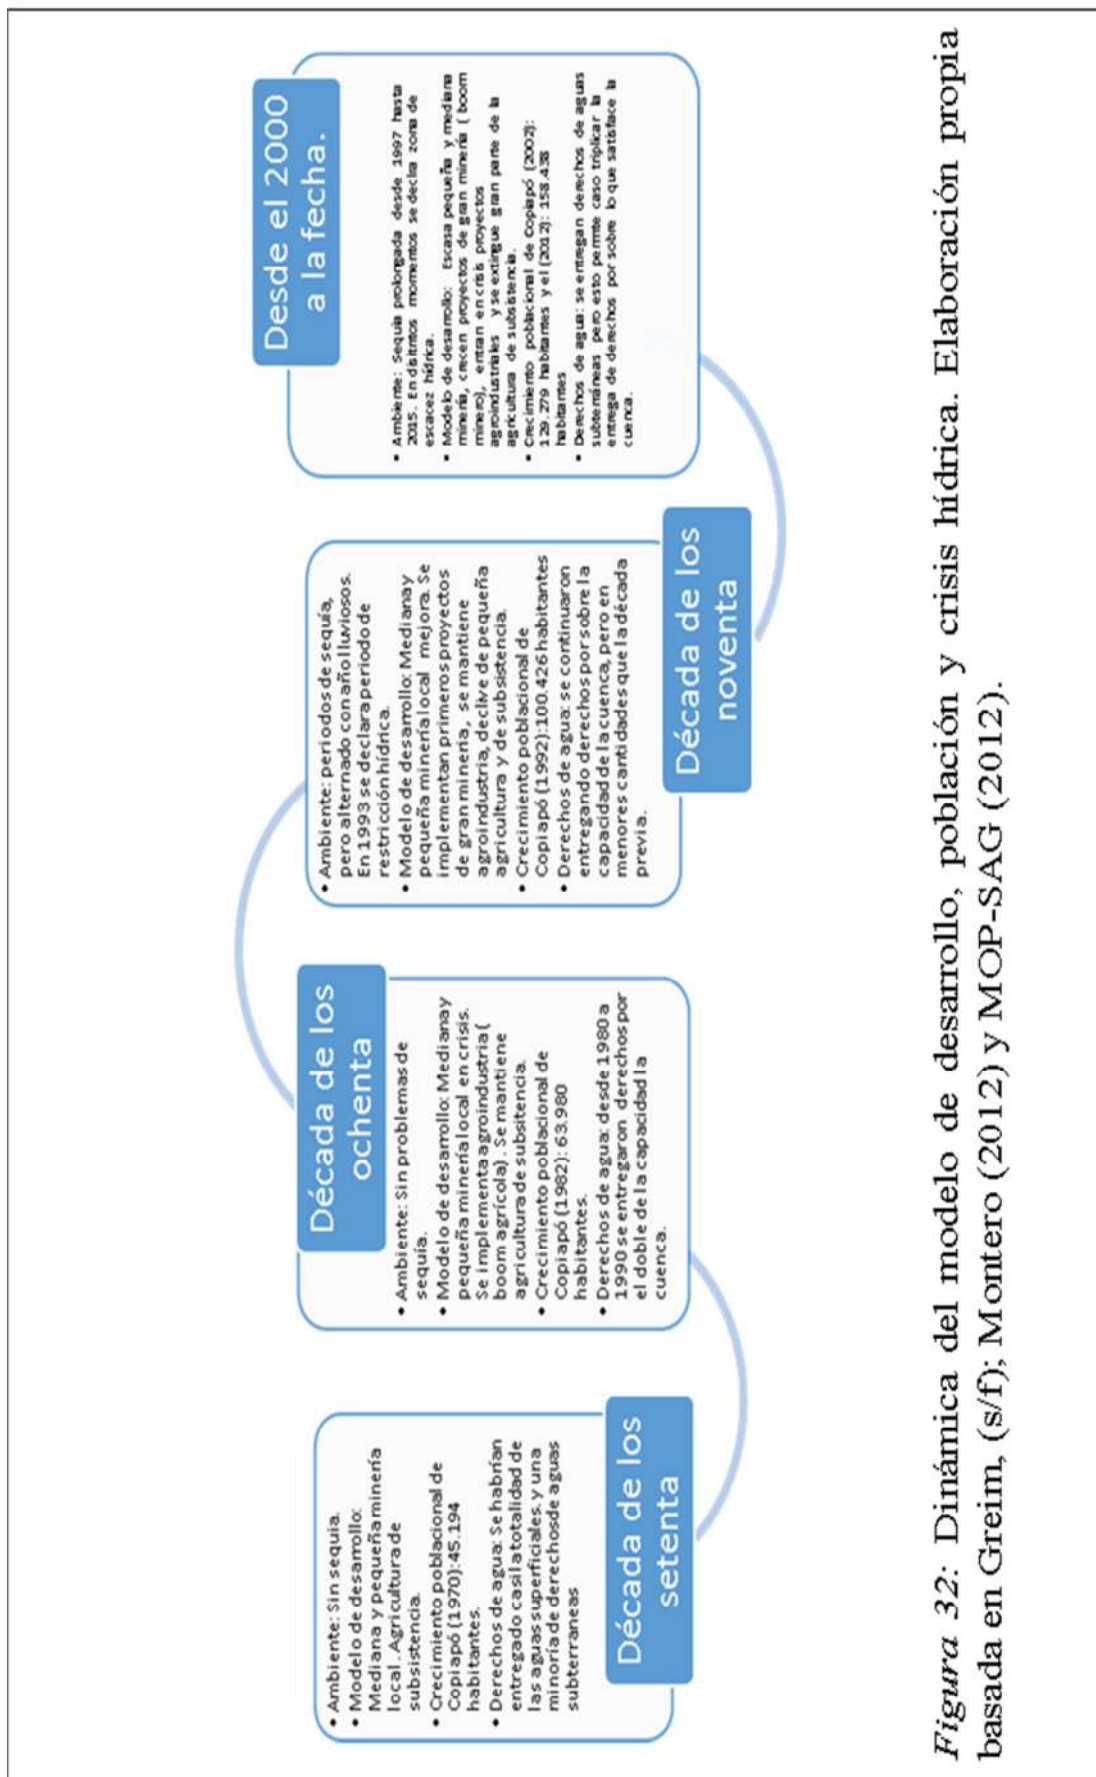 • Ambiente: Sin sequia.
• Modelo de desarrollo:
Mediana y pequeña minería
local. Agricultura de
subsistencia.
• Crecimiento poblacional de
Copiapó (1970): 45.194
habitantes.
• Derechos de agua: Se habrían
entregado casi la totalidad de
las aguas superficiales. y una
minoría de derechos de aguas
subterraneas
Década de los
setenta
Década de los
ochenta
• Ambiente: Sin problemas de
sequía.
• Modelo de desarrollo: Mediana y
pequeña minería local en crisis.
Se implementa agroindustria (
boom agrícola). Se mantiene
agricultura de subsitencia.
• Crecimiento poblacional de
Copiapó (1982): 63.980
habitantes.
• Derechos de agua: desde 1980 a
1990 se entregaron derechos por
el doble de la capacidad la
cuenca.
• Ambiente: periodos de sequía,
pero alternado con año lluviosos.
En 1993 se declara periodo de
restricción hídrica.
• Modelo de desarrollo: Mediana y
pequeña minería local mejora. Se
implementan primeros proyectos
de gran minería, se mantiene
agroindustria, declive de pequeña
agricultura y de subsistencia.
• Crecimiento poblacional de
Copiapó (1992): 100.426 habitantes
• Derechos de agua: se continuaron
entregando derechos por sobre la
capacidad de la cuenca, pero en
menores cantidades que la década
previa.
Década de los
noventa
Desde el 2000
a la fecha.
• Ambiente: Sequía prolongada desde 1997 hasta
2015. En disitntos momentos se declra zona de
escacez hídrica.
• Modelo de desarrollo: Escasa pequeña y mediana
minería, crecen proyectos de gran minería ( boom
minero), entran en crisis proyectos
agroindustriales y se extingue gran parte de la
agricultura de subsistencia.
• Crecimiento poblacional de Copiapó (2002):
129.279 habitantes y el (2012): 158.438
habitantes
• Derechos de agua: se entregan derechos de aguas
subterráneas pero esto permte caso triplicar la
entrega de derechos por sobre lo que satisface la
cuenca.
Figura 32: Dinámica del modelo de desarrollo, población y crisis hídrica. Elaboración propia
basada en Greim, (s/f); Montero (2012) y MOP-SAG (2012).